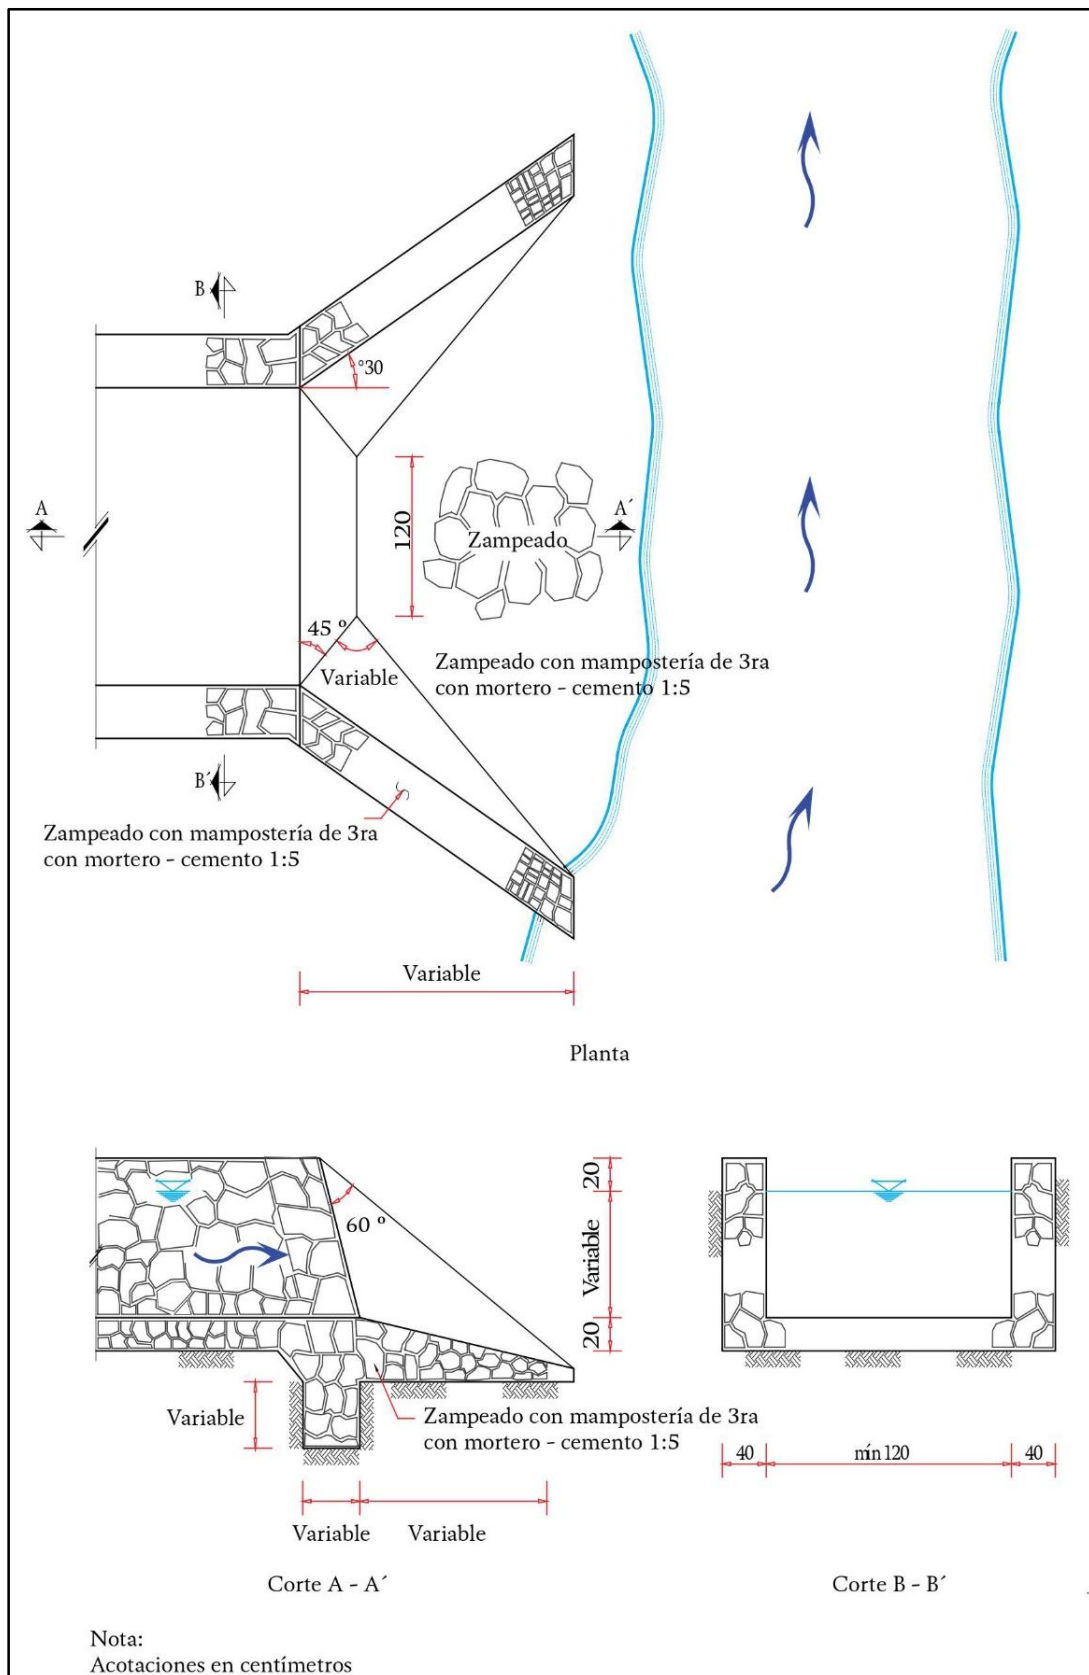 B
°30
A
120
Zampeado
A´
45 º
Variable
Zampeado con mampostería de 3ra
con mortero - cemento 1:5
B´
Zampeado con mampostería de 3ra
con mortero - cemento 1:5
Variable
Planta
60 º
20
Variable
20
Variable
Zampeado con mampostería de 3ra
con mortero - cemento 1:5
Variable
Variable
40
mín 120
40
Corte A - A´
Corte B - B´
Nota:
Acotaciones en centímetros